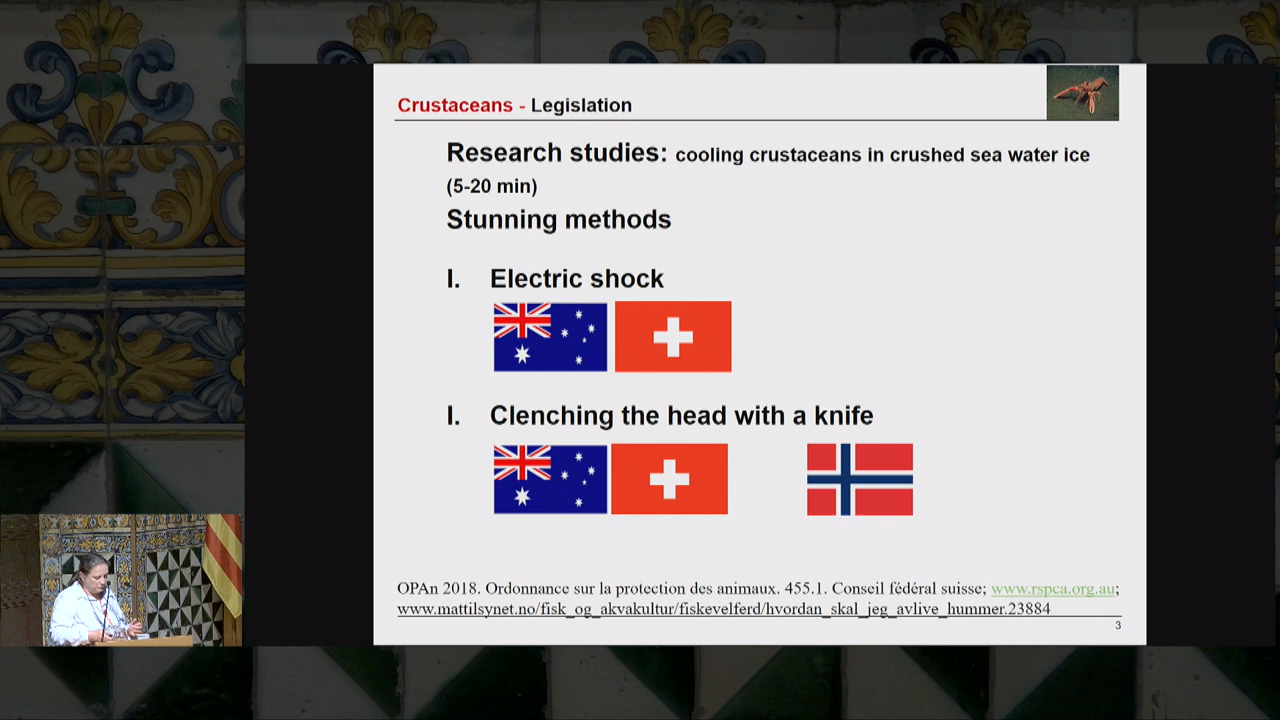 Crustaceans - Legislation
Research studies: cooling crustaceans in crushed sea water ice
(5-20 min)
Stunning methods
I. Electric shock
I. Clenching the head with a knife
OPAn 2018. Ordonnance sur la protection des animaux. 455.1. Conseil fédéral suisse; www.rspca.org.au;
www.mattilsynet.no/fisk_og_akvakultur/fiskevelferd/hvordan_skal_jeg_avlive_hummer.23884
3